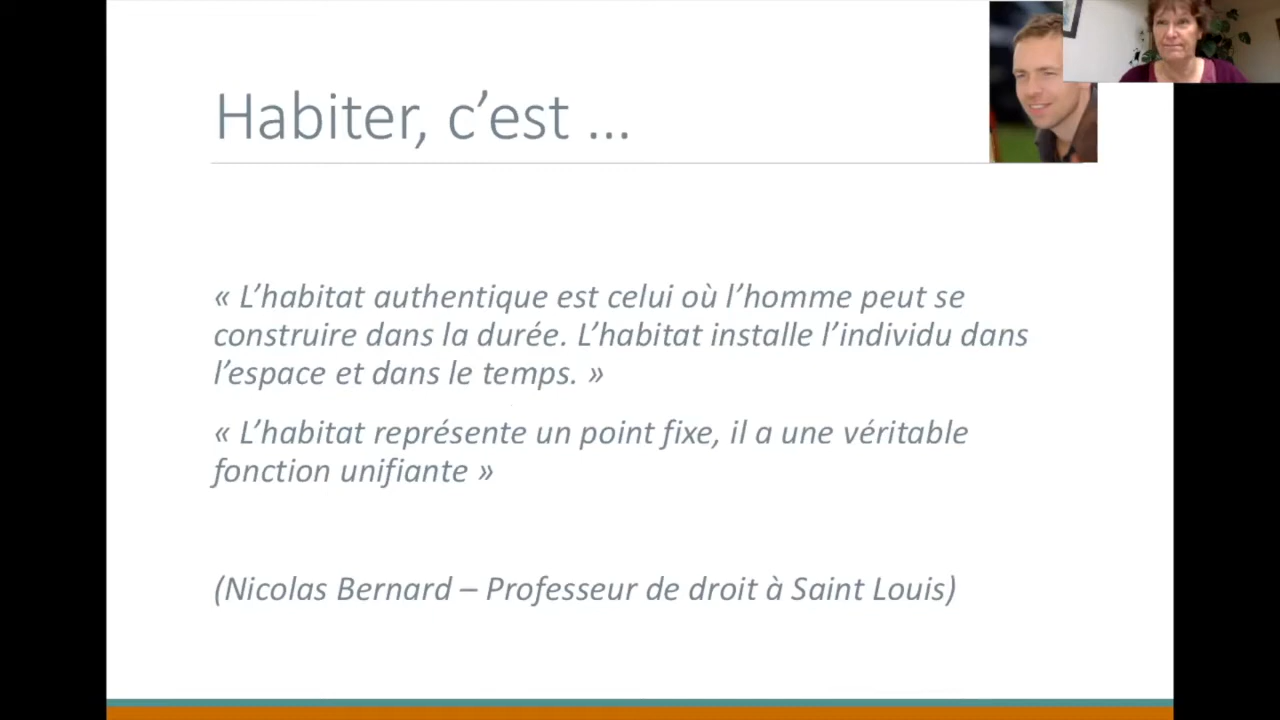 Habiter, c’est …
« L’habitat authentique est celui où l’homme peut se
construire dans la durée. L’habitat installe l’individu dans
l’espace et dans le temps. »
« L’habitat représente un point fixe, il a une véritable
fonction unifiante »
(Nicolas Bernard – Professeur de droit à Saint Louis)